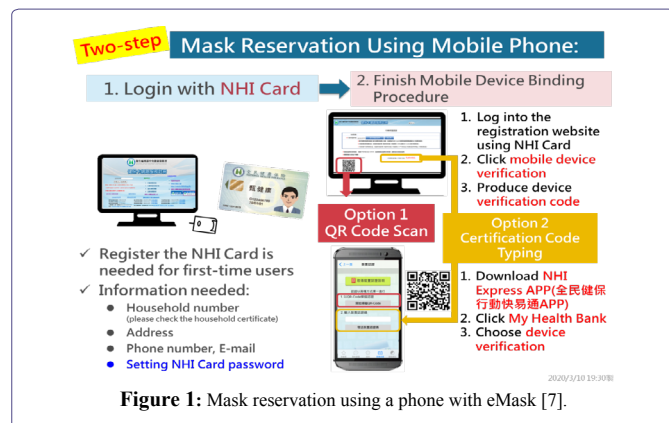 Two-step
Mask Reservation Using Mobile Phone:
1. Login with NHI Card
2. Finish Mobile Device Binding
Procedure
1. Log into the
registration website
using NHI Card
2. Click mobile device
verification
3. Produce device
verification code
Option 1
QR Code Scan
Option 2
Certification Code
Typing
✓ Register the NHI Card is
needed for first-time users
✓ Information needed:
● Household number
(please check the household certificate)
● Address
● Phone number, E-mail
● Setting NHI Card password
1. Download NHI
Express APP(全民健保
行動快易通APP)
2. Click My Health Bank
3. Choose device
verification
2020/3/10 19:30版
Figure 1: Mask reservation using a phone with eMask [7].